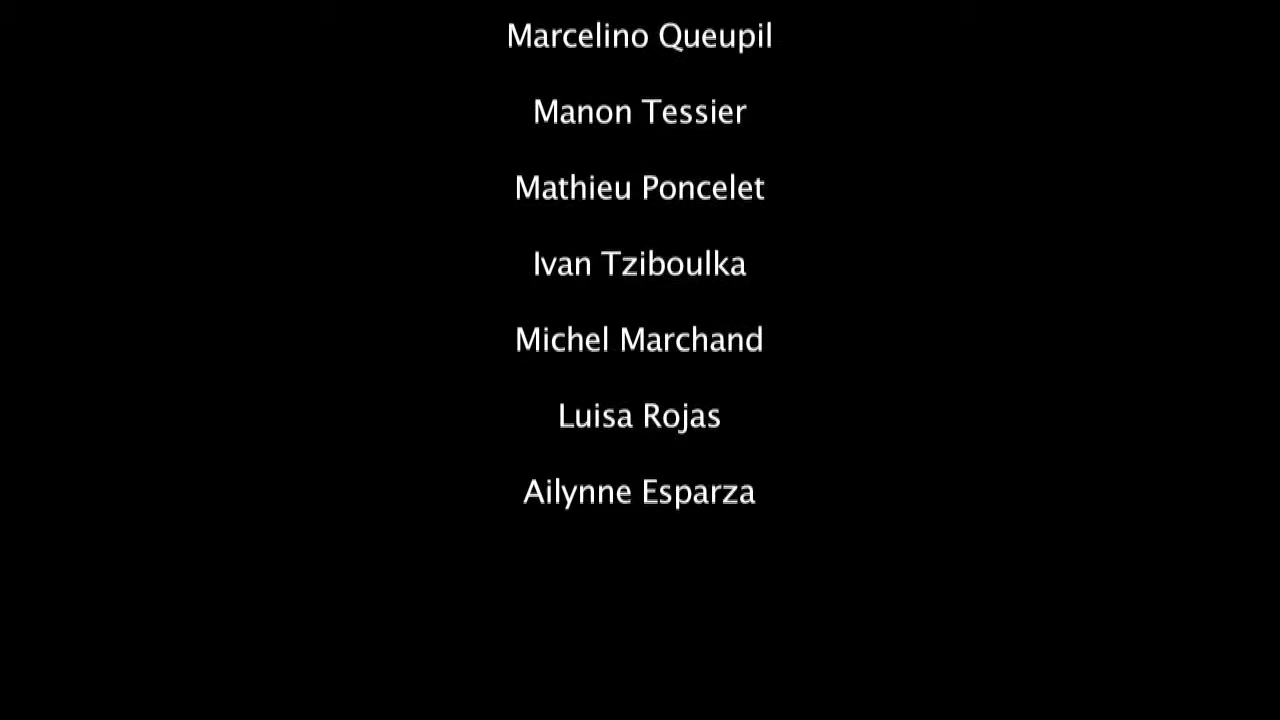 Marcelino Queupil
Manon Tessier
Mathieu Poncelet
Ivan Tziboulka
Michel Marchand
Luisa Rojas
Ailynne Esparza